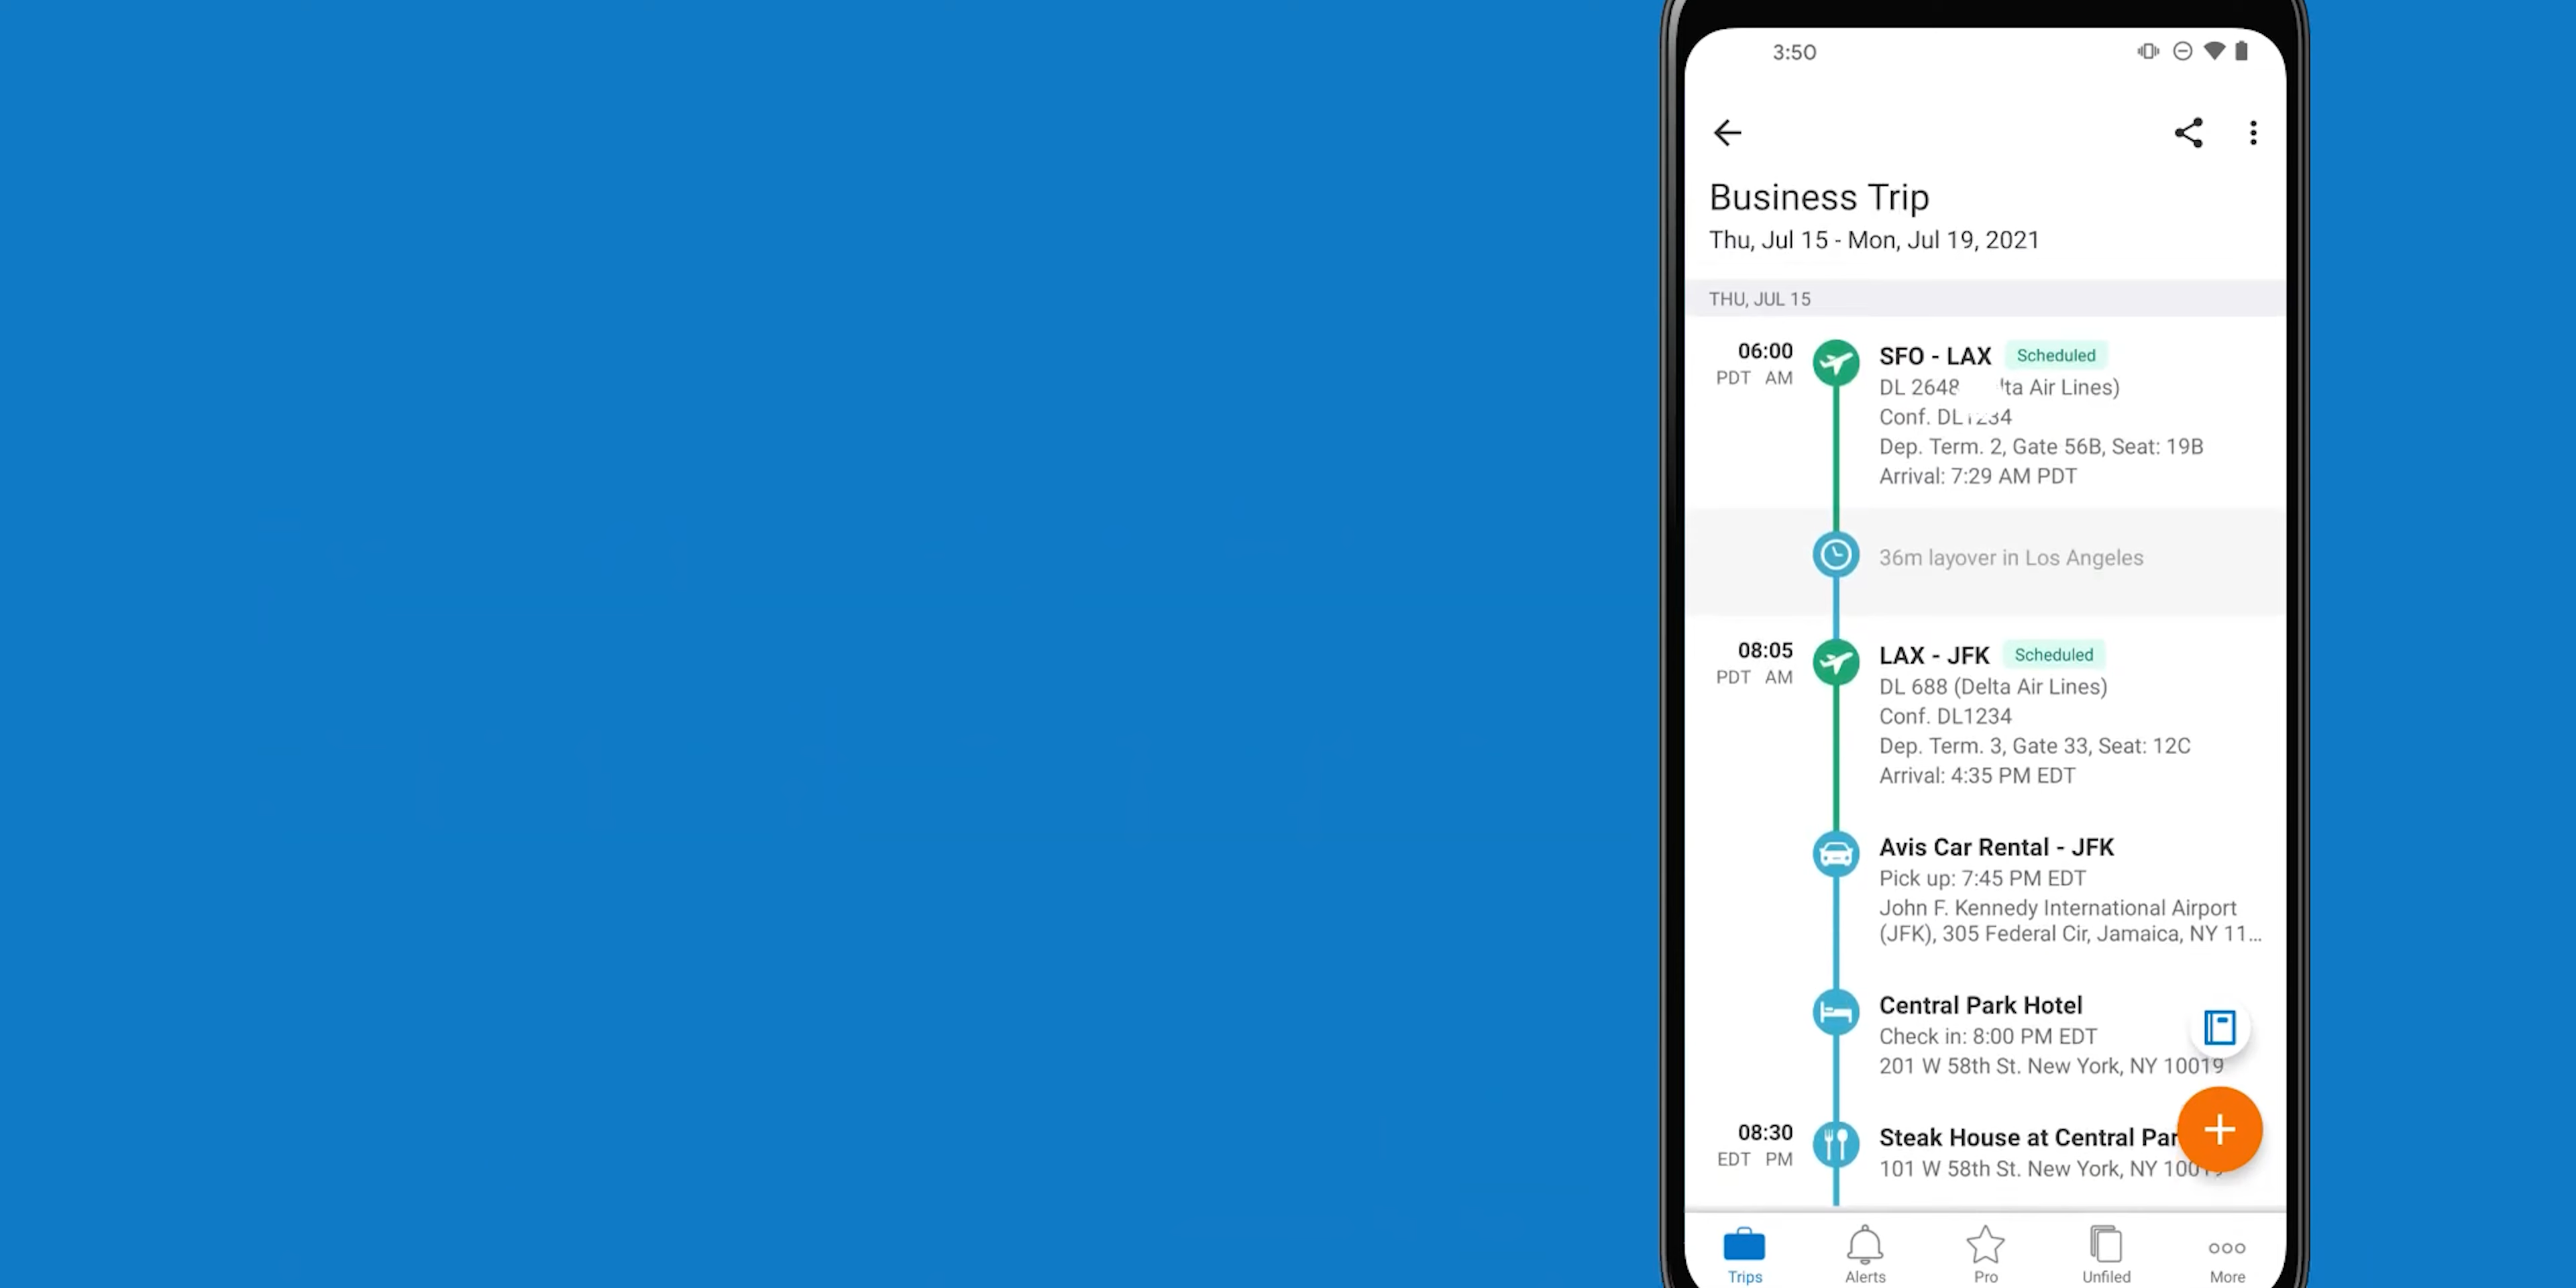 3:50
Business Trip
Thu, Jul 15 - Mon, Jul 19, 2021
THU, JUL 15
06:00
PDT AM
SFO - LAX Scheduled
DL 2648 Air Lines)
Conf. DL1234
Dep. Term. 2, Gate 56B, Seat: 19B
Arrival: 7:29 AM PDT
36m layover in Los Angeles
08:05
PDT AM
LAX - JFK Scheduled
DL 688 (Delta Air Lines)
Conf. DL1234
Dep. Term. 3, Gate 33, Seat: 12C
Arrival: 4:35 PM EDT
Avis Car Rental - JFK
Pick up: 7:45 PM EDT
John F. Kennedy International Airport
(JFK), 305 Federal Cir, Jamaica, NY 11...
Central Park Hotel
Check in: 8:00 PM EDT
201 W 58th St. New York, NY 10019
08:30
EDT PM
Steak House at Central
101 W 58th St. New York, NY
Trips
Alerts
Pro
Unfiled
More